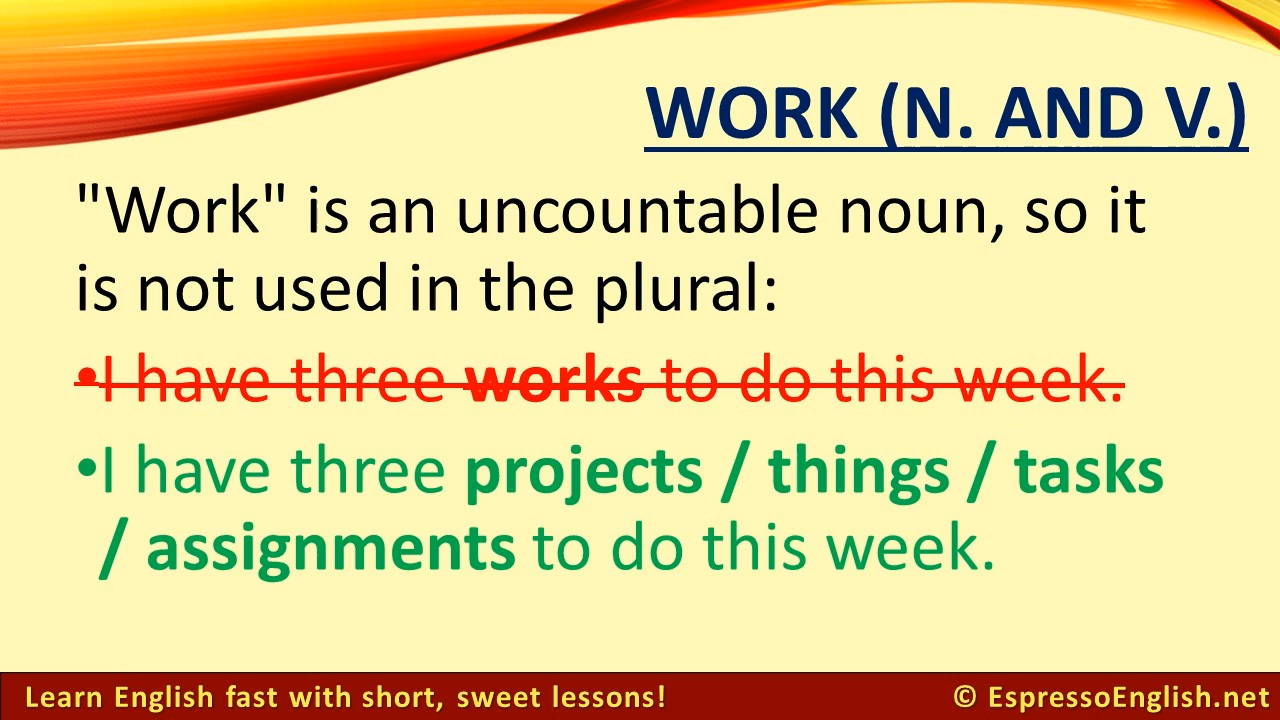 WORK (N. AND V.)
"Work" is an uncountable noun, so it
is not used in the plural:
•I have three works to do this week.
•I have three projects / things / tasks
/ assignments to do this week.
Learn English fast with short, sweet lessons!
© EspressoEnglish.net